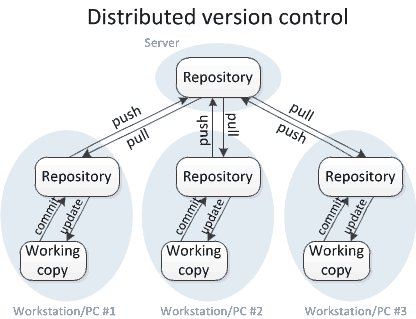 Distributed version control
Server
Repository
push
pull
push
pull
pull
push
Repository
Repository
Repository
commit
update
commit
update
commit
update
Working
copy
Working
copy
Working
copy
Workstation/PC #1
Workstation/PC #2
Workstation/PC #3